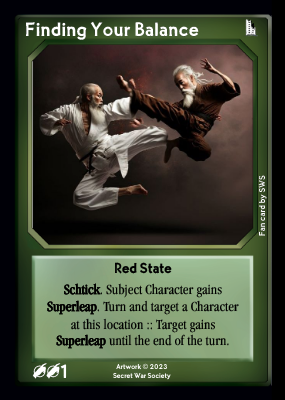 Finding Your Balance
Fan card by SWS
Red State
Schtick. Subject Character gains
Superleap. Turn and target a Character
at this location :: Target gains
Superleap until the end of the turn.
001
Artwork © 2023
Secret War Society